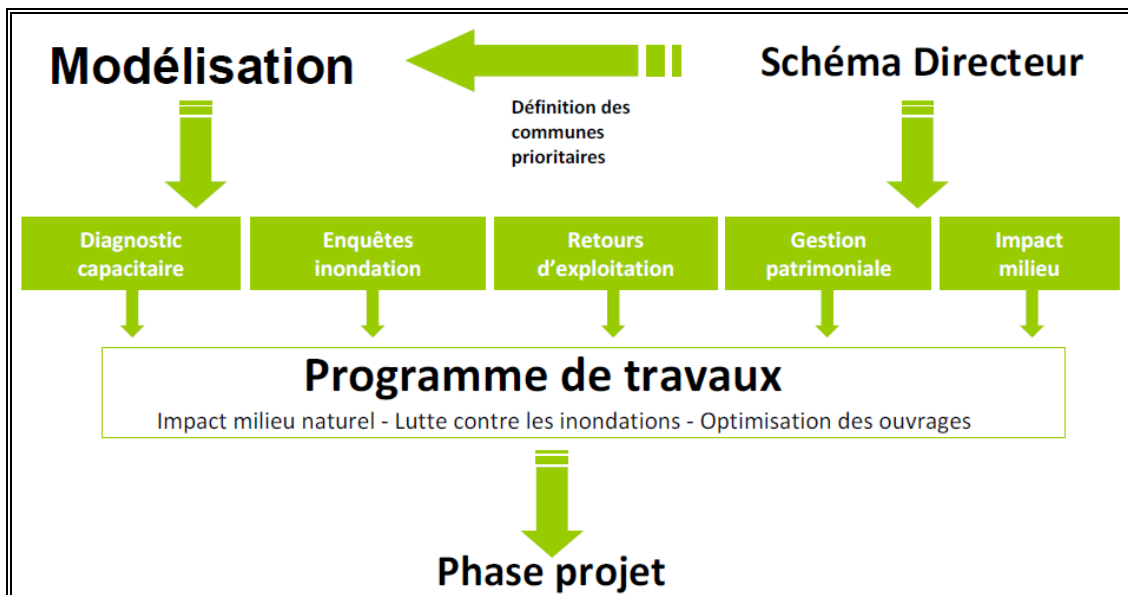 Modélisation
Schéma Directeur
Définition des
communes
prioritaires
Diagnostic
capacitaire
Enquêtes
inondation
Retours
d'exploitation
Gestion
patrimoniale
Impact
milieu
Programme de travaux
Impact milieu naturel - Lutte contre les inondations - Optimisation des ouvrages
Phase projet